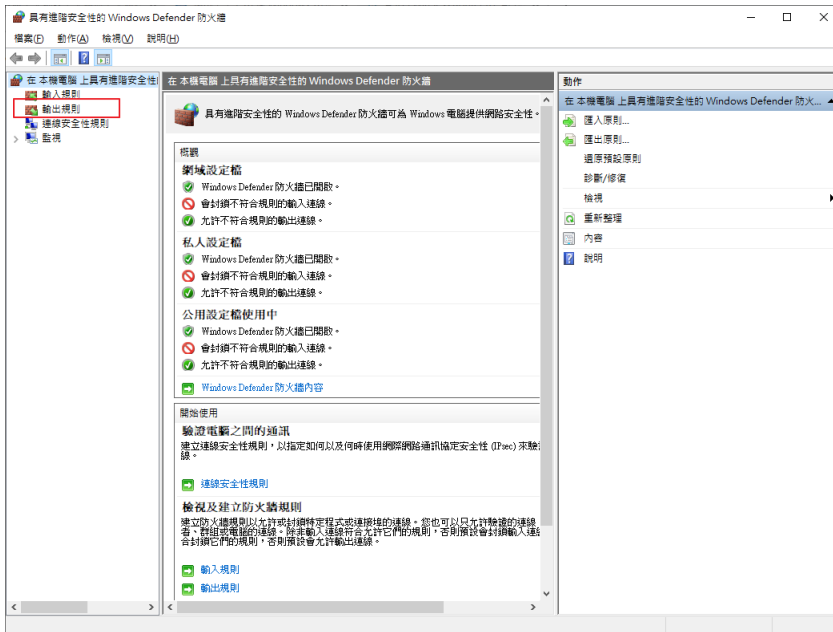 具有進階安全性的 Windows Defender 防火牆
檔案(F) 動作(A) 檢視(V) 說明(H)
在 本機電腦 上具有進階安全性
輸入規則
輸出規則
連線安全性規則
監視
在 本機電腦 上具有進階安全性的 Windows Defender 防火牆
具有進階安全性的 Windows Defender 防火牆可為 Windows 電腦提供網路安全性。
概觀
網域設定檔
Windows Defender 防火牆已開啟。
會封鎖不符合規則的輸入連線。
允許不符合規則的輸出連線。
私人設定檔
Windows Defender 防火牆已開啟。
會封鎖不符合規則的輸入連線。
允許不符合規則的輸出連線。
公用設定檔使用中
Windows Defender 防火牆已開啟。
會封鎖不符合規則的輸入連線。
允許不符合規則的輸出連線。
Windows Defender 防火牆內容
開始使用
驗證電腦之間的通訊
建立連線安全性規則，以指定如何以及何時使用網際網路通訊協定安全性 (IPsec) 來驗
線。
連線安全性規則
檢視及建立防火牆規則
建立防火牆規則以允許或封鎖特定程式或連接埠的連線。您也可以只允許驗證的連線
者、群組或電腦的連線。除非輸入連線符合允許它們的規則，否則預設會封鎖輸入連
合封鎖它們的規則，否則預設會允許輸出連線。
輸入規則
輸出規則
動作
在 本機電腦 上具有進階安全性的 Windows Defender 防火...
匯入原則...
匯出原則...
還原預設原則
診斷/修復
檢視
重新整理
內容
說明